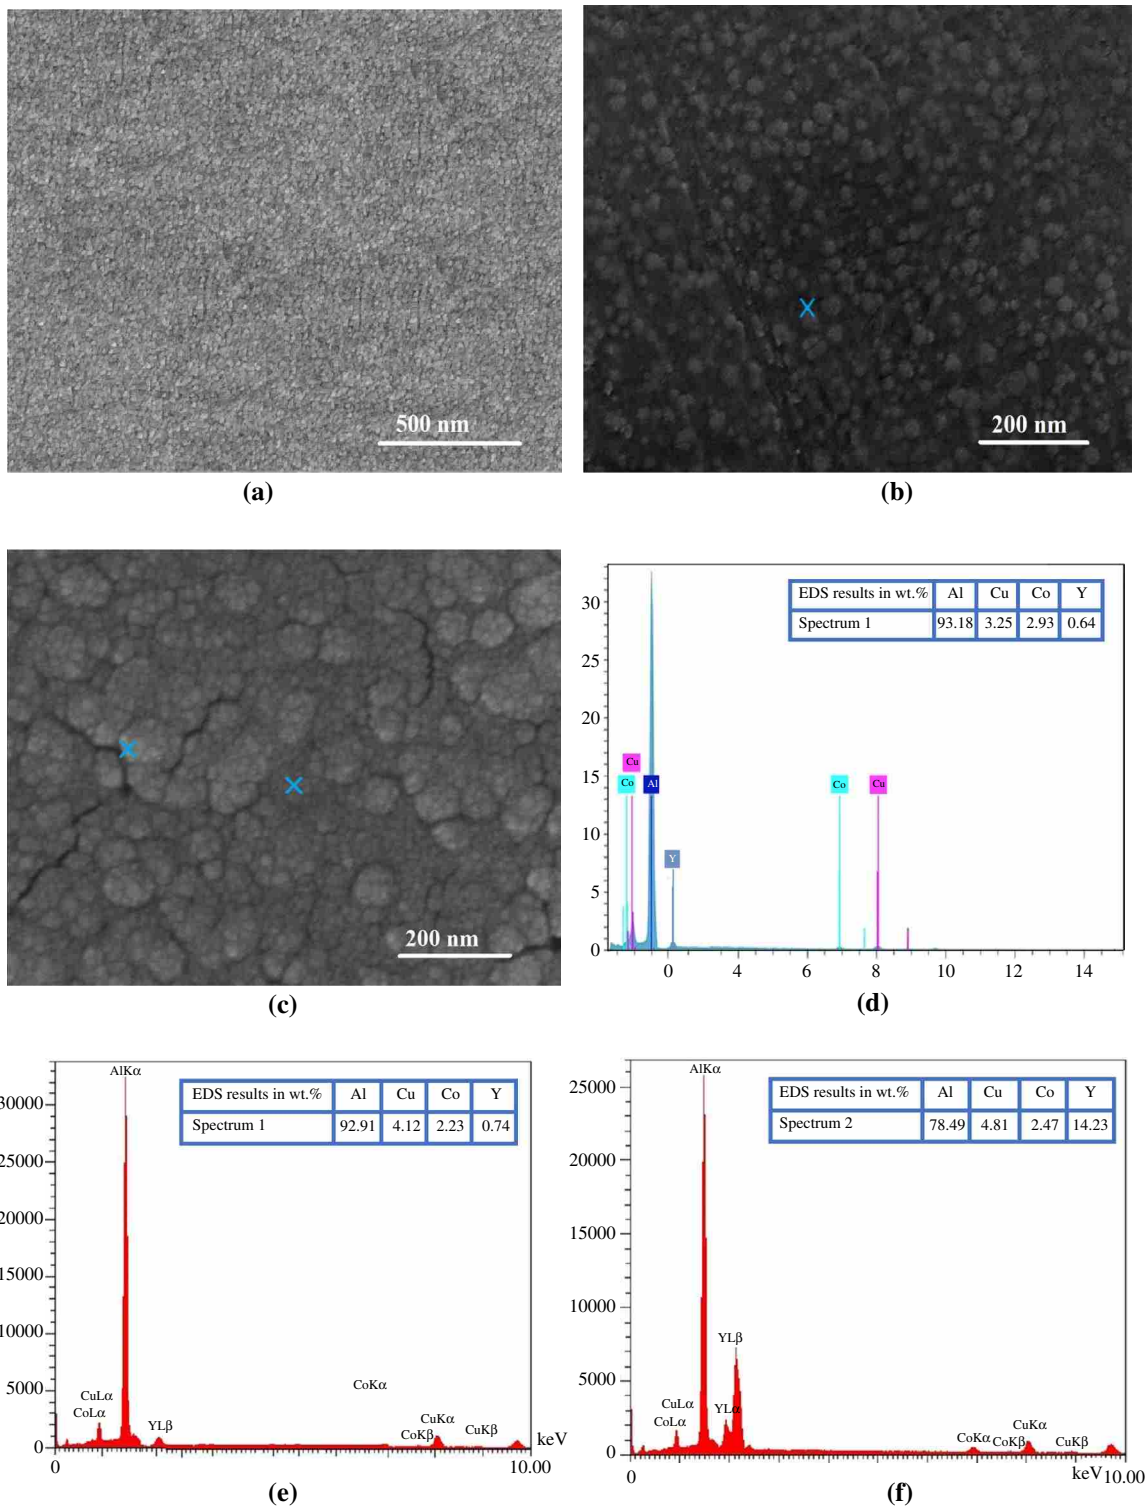 500 nm
200 nm
(a)
(b)
200 nm
(c)
EDS results in wt.% Al Cu Co Y
Spectrum 1 93.18 3.25 2.93 0.64
30
25
20
15
10
5
0
Cu
Co
Al
Y
Co
Cu
0 4 6 8 10 12 14
(d)
AlKα
EDS results in wt.% Al Cu Co Y
Spectrum 1 92.91 4.12 2.23 0.74
30000
25000
20000
15000
10000
5000
0
CuLα
CoLα
YLβ
CoKα
CuKα
CoKβ
CuKβ
keV
0 10.00
(e)
AlKα
EDS results in wt.% Al Cu Co Y
Spectrum 2 78.49 4.81 2.47 14.23
25000
20000
15000
10000
5000
0
YLβ
CuLα
YLα
CoLα
CuKα
CoKα
CoKβ
CuKβ
0 keV 10.00
(f)